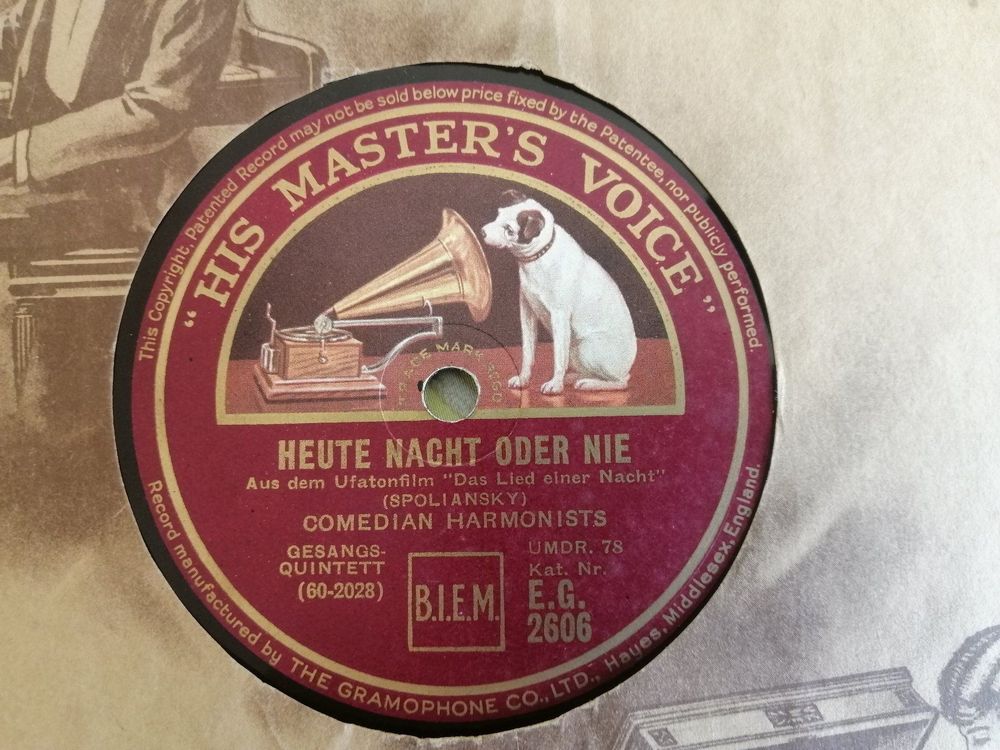 This Copyright, Patented Record may not be sold below price fixed by the Patentee, nor publicly performed.
"HIS MASTER'S VOICE"
TRADE MARK
HEUTE NACHT ODER NIE
Aus dem Ufatonfilm "Das Lied einer Nacht"
(SPOLIANSKY)
COMEDIAN HARMONISTS
GESANGS-
QUINTETT
(60-2028)
B.I.E.M.
UMDR. 78
Kat. Nr.
E.G.
2606
Record manufactured by THE GRAMOPHONE CO., LTD., Hayes, Middlesex, England.